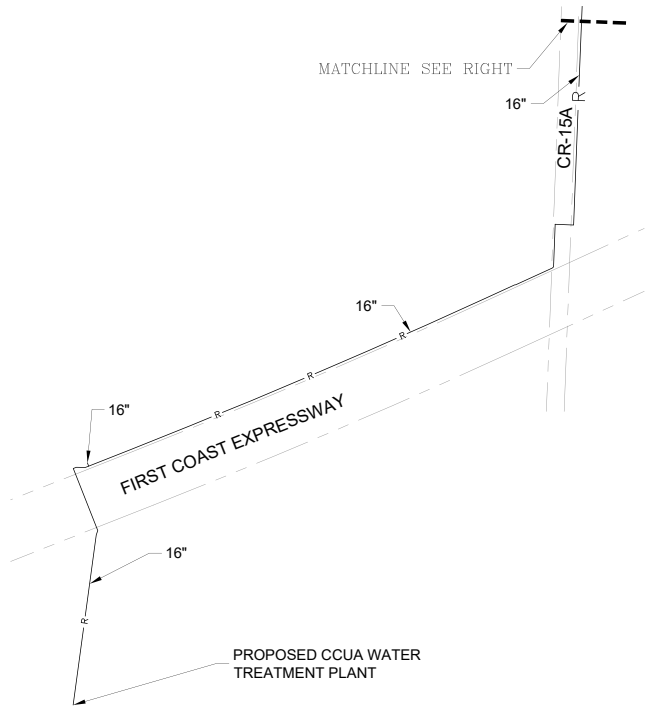 MATCHLINE SEE RIGHT
16"
R
CR-15A
16"
R
R
R
16"
FIRST COAST EXPRESSWAY
16"
R
PROPOSED CCUA WATER
TREATMENT PLANT